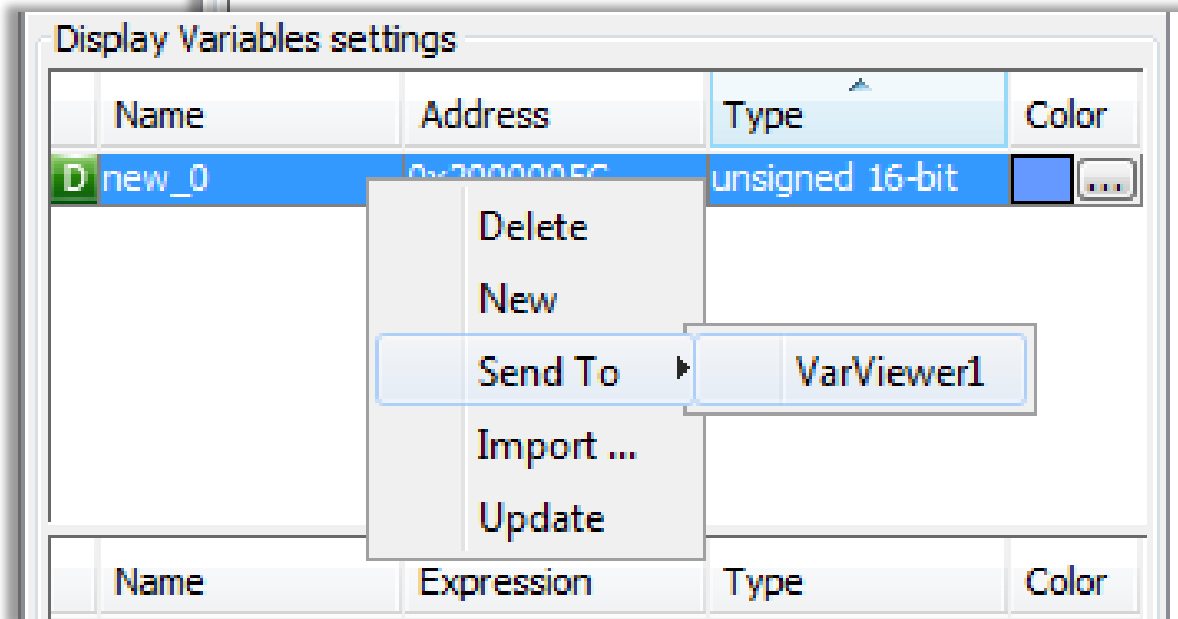 Display Variables settings
Name Address Type Color
D new_0 unsigned 16-bit ...
Delete
New
Send To VarViewer1
Import ...
Update
Name Expression Type Color